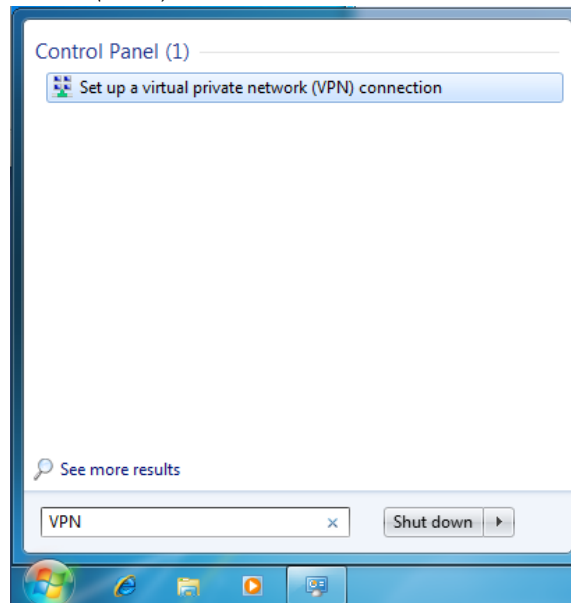 Control Panel (1)
Set up a virtual private network (VPN) connection
See more results
VPN
Shut down